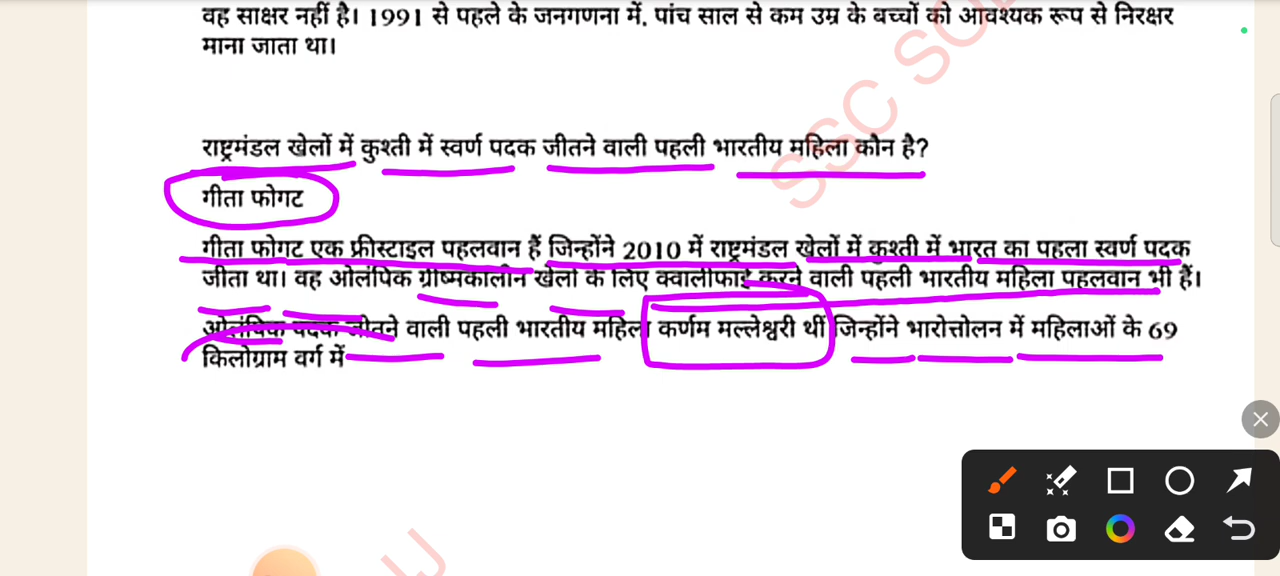 वह साक्षर नहीं है। 1991 से पहले के जनगणना में, पांच साल से कम उम्र के बच्चों को आवश्यक रूप से निरक्षर
माना जाता था।
राष्ट्रमंडल खेलों में कुश्ती में स्वर्ण पदक जीतने वाली पहली भारतीय महिला कौन है?
गीता फोगट
गीता फोगट एक फ्रीस्टाइल पहलवान हैं जिन्होंने 2010 में राष्ट्रमंडल खेलों में कुश्ती में भारत का पहला स्वर्ण पदक
जीता था। वह ओलंपिक ग्रीष्मकालीन खेलों के लिए क्वालीफाई करने वाली पहली भारतीय महिला पहलवान भी हैं।
ओलंपिक पदक जीतने वाली पहली भारतीय महिला कर्णम मल्लेश्वरी थीं जिन्होंने भारोत्तोलन में महिलाओं के 69
किलोग्राम वर्ग में
SSC